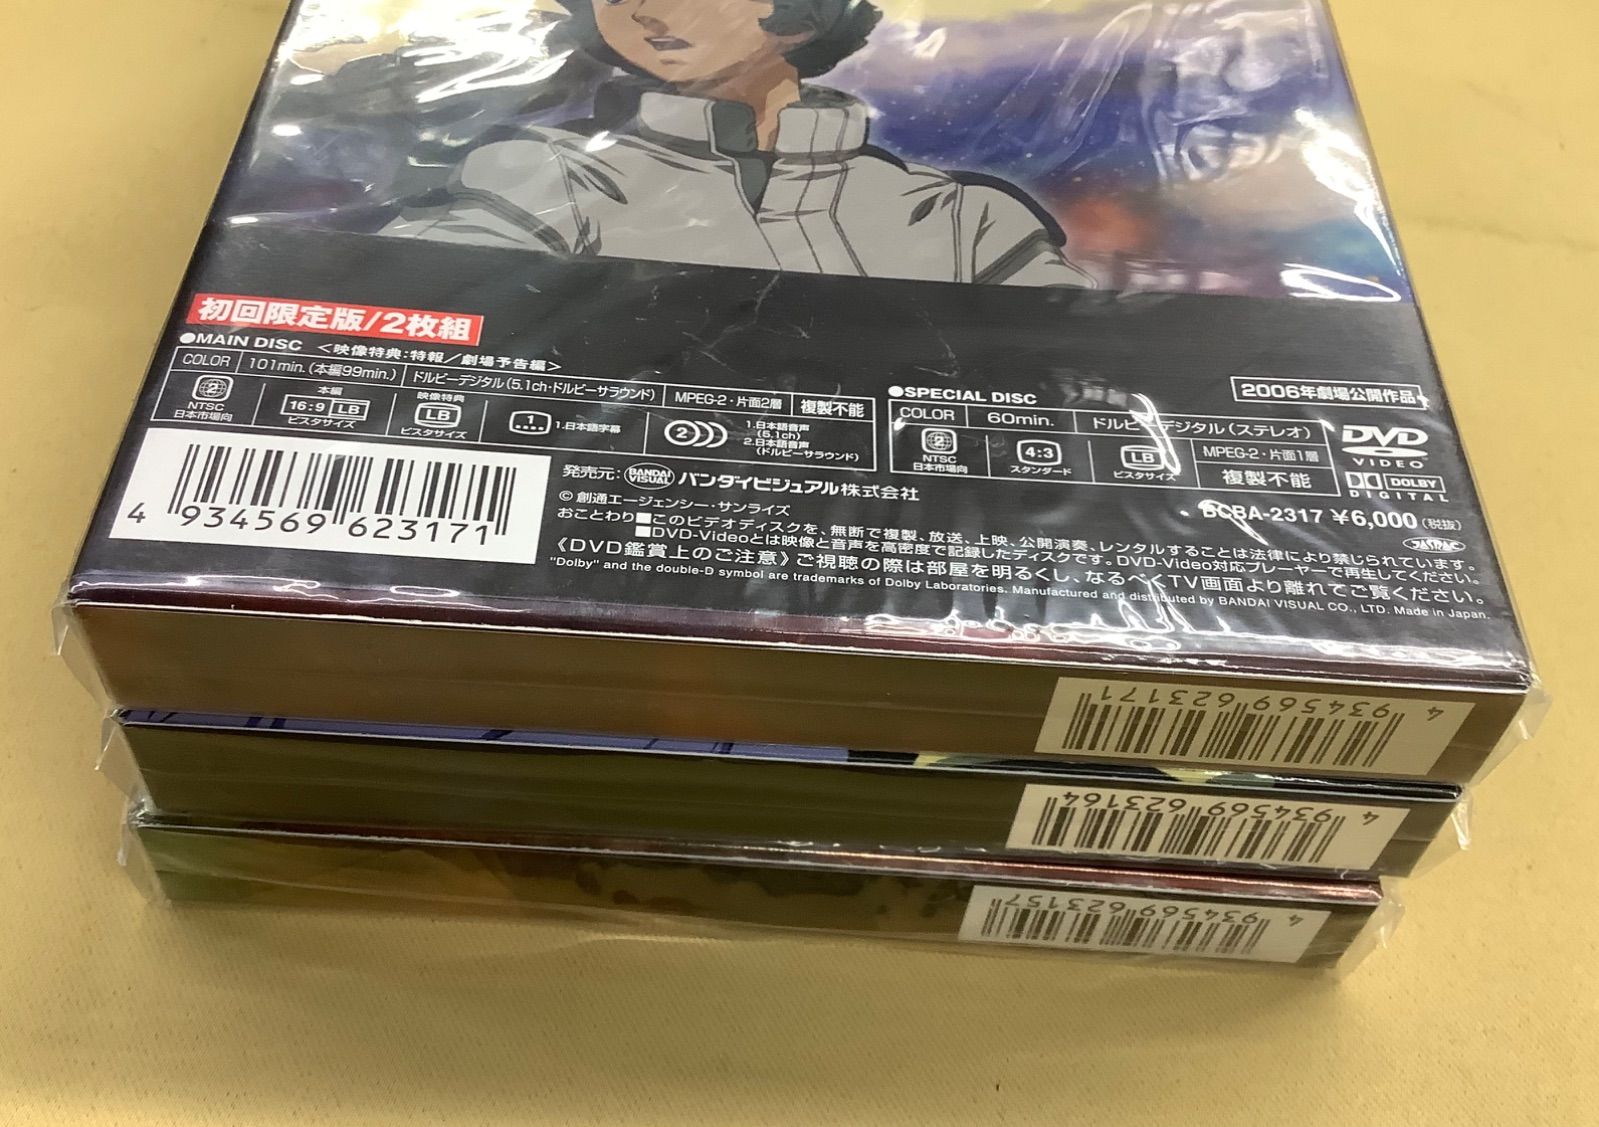 初回限定版/2枚組
●MAIN DISC <映像特典:特報/劇場予告編>
COLOR 101min.(本編99min.) ドルビーデジタル(5.1ch・ドルビーサラウンド) MPEG-2・片面2層 複製不能
2 NTSC 日本市場向
本編 16:9 LB ビスタサイズ
映像特典 LB ビスタサイズ
1 1.日本語字幕
2 1.日本語音声(5.1ch) 2.日本語音声(ドルビーサラウンド)
2006年劇場公開作品
●SPECIAL DISC
COLOR 60min. ドルビーデジタル(ステレオ)
2 NTSC 日本市場向
4:3 スタンダード
LB ビスタサイズ
MPEG-2・片面1層
複製不能
DVD VIDEO
DOLBY DIGITAL
発売元: BANDAI VISUAL バンダイビジュアル株式会社
© 創通エージェンシー・サンライズ
BCBA-2317 ¥6,000(税抜)
JASRAC
おことわり■このビデオディスクを、無断で複製、放送、上映、公開演奏、レンタルすることは法律により禁じられています。
■DVD-Videoとは映像と音声を高密度で記録したディスクです。DVD-Video対応プレーヤーで再生してください。
《DVD鑑賞上のご注意》ご視聴の際は部屋を明るくし、なるべくTV画面より離れてご覧ください。
"Dolby" and the double-D symbol are trademarks of Dolby Laboratories. Manufactured and distributed by BANDAI VISUAL CO., LTD. Made in Japan.
4 934569 623171
4 934569 623171
4 934569 623164
4 934569 623157